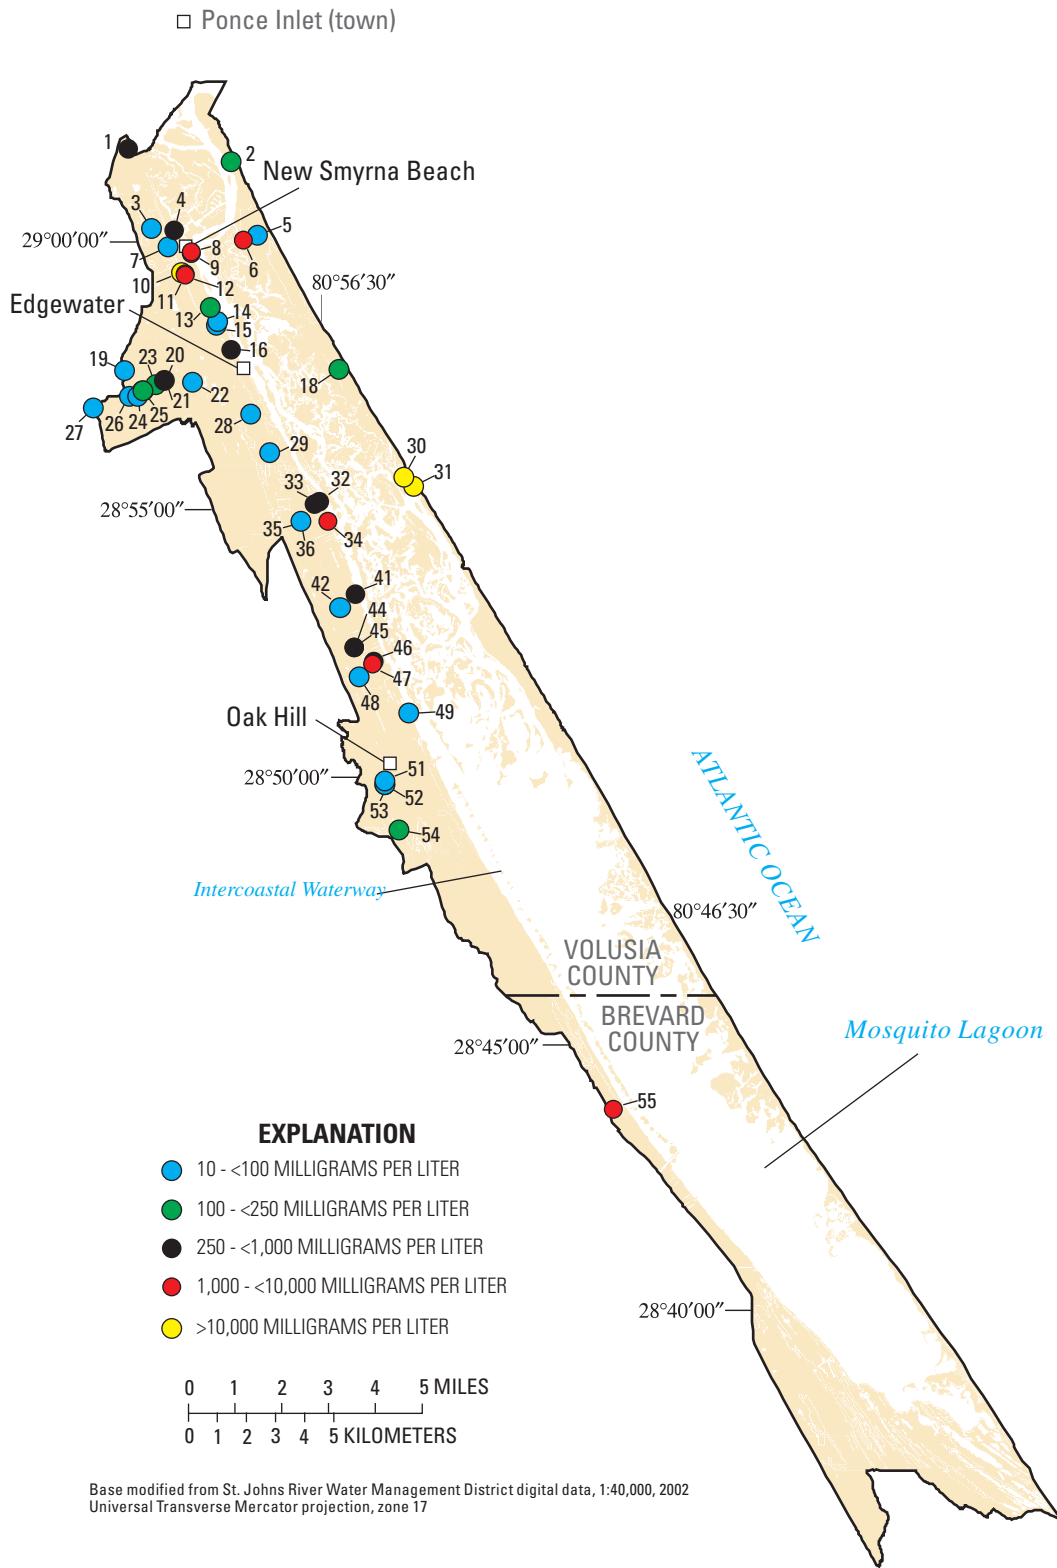 Ponce Inlet (town)
1
2
New Smyrna Beach
3
4
5
29°00′00″
7
8
6
9
10
12
80°56′30″
11
Edgewater
13
14
15
16
19
23
20
18
21
22
26
24
25
27
28
29
30
31
33
32
28°55′00″
35
36
34
42
41
44
45
46
47
48
49
Oak Hill
28°50′00″
51
52
53
54
ATLANTIC OCEAN
Intercoastal Waterway
80°46′30″
VOLUSIA
COUNTY
BREVARD
COUNTY
Mosquito Lagoon
28°45′00″
55
EXPLANATION
10 - <100 MILLIGRAMS PER LITER
100 - <250 MILLIGRAMS PER LITER
250 - <1,000 MILLIGRAMS PER LITER
1,000 - <10,000 MILLIGRAMS PER LITER
>10,000 MILLIGRAMS PER LITER
28°40′00″
0 1 2 3 4 5 MILES
0 1 2 3 4 5 KILOMETERS
Base modified from St. Johns River Water Management District digital data, 1:40,000, 2002
Universal Transverse Mercator projection, zone 17